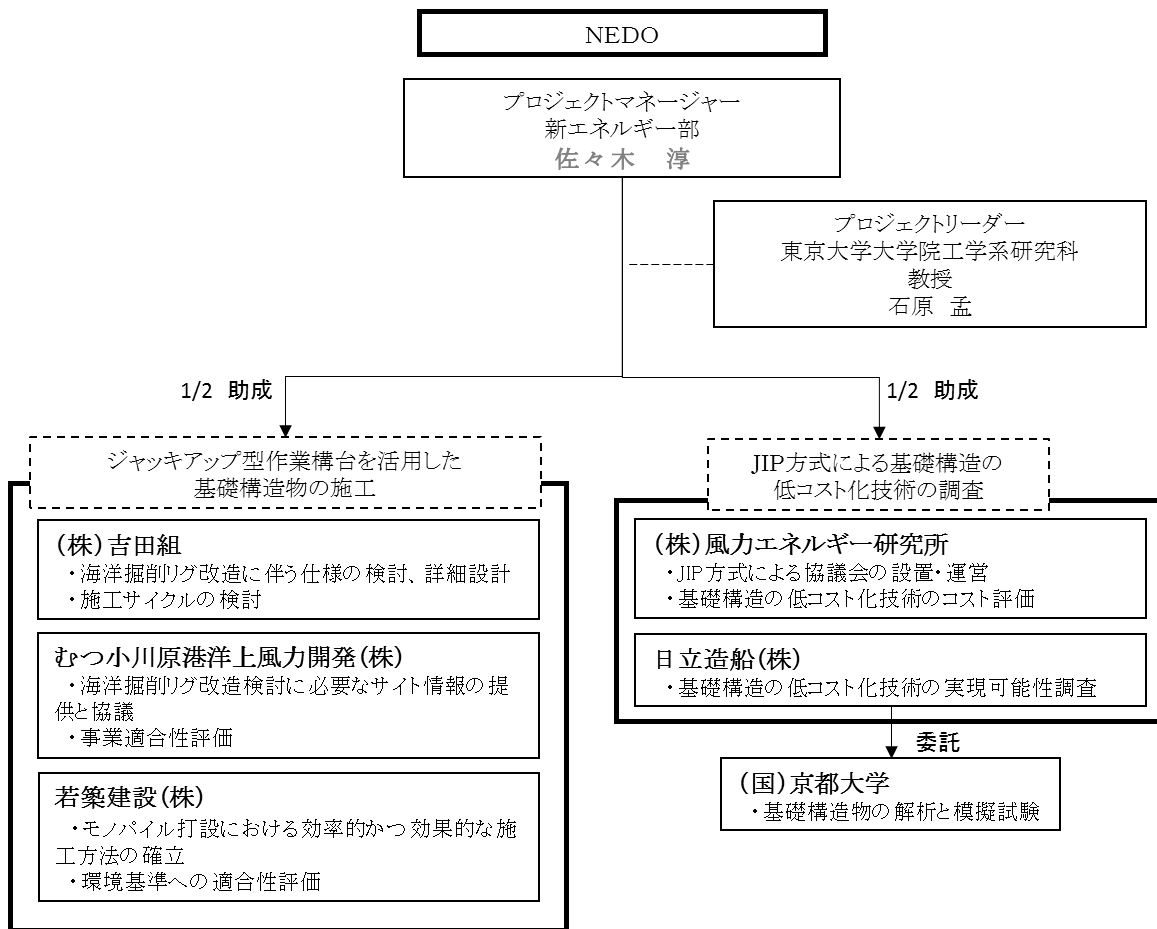 NEDO
プロジェクトマネージャー
新エネルギー部
佐々木　淳
プロジェクトリーダー
東京大学大学院工学系研究科
教授
石原　孟
1/2　助成
1/2　助成
ジャッキアップ型作業構台を活用した
基礎構造物の施工
(株)吉田組
・海洋掘削リグ改造に伴う仕様の検討、詳細設計
・施工サイクルの検討
むつ小川原港洋上風力開発(株)
・海洋掘削リグ改造検討に必要なサイト情報の提
供と協議
・事業適合性評価
若築建設(株)
・モノパイル打設における効率的かつ効果的な施
工方法の確立
・環境基準への適合性評価
JIP方式による基礎構造の
低コスト化技術の調査
(株)風力エネルギー研究所
・JIP方式による協議会の設置・運営
・基礎構造の低コスト化技術のコスト評価
日立造船(株)
・基礎構造の低コスト化技術の実現可能性調査
委託
(国)京都大学
・基礎構造物の解析と模擬試験